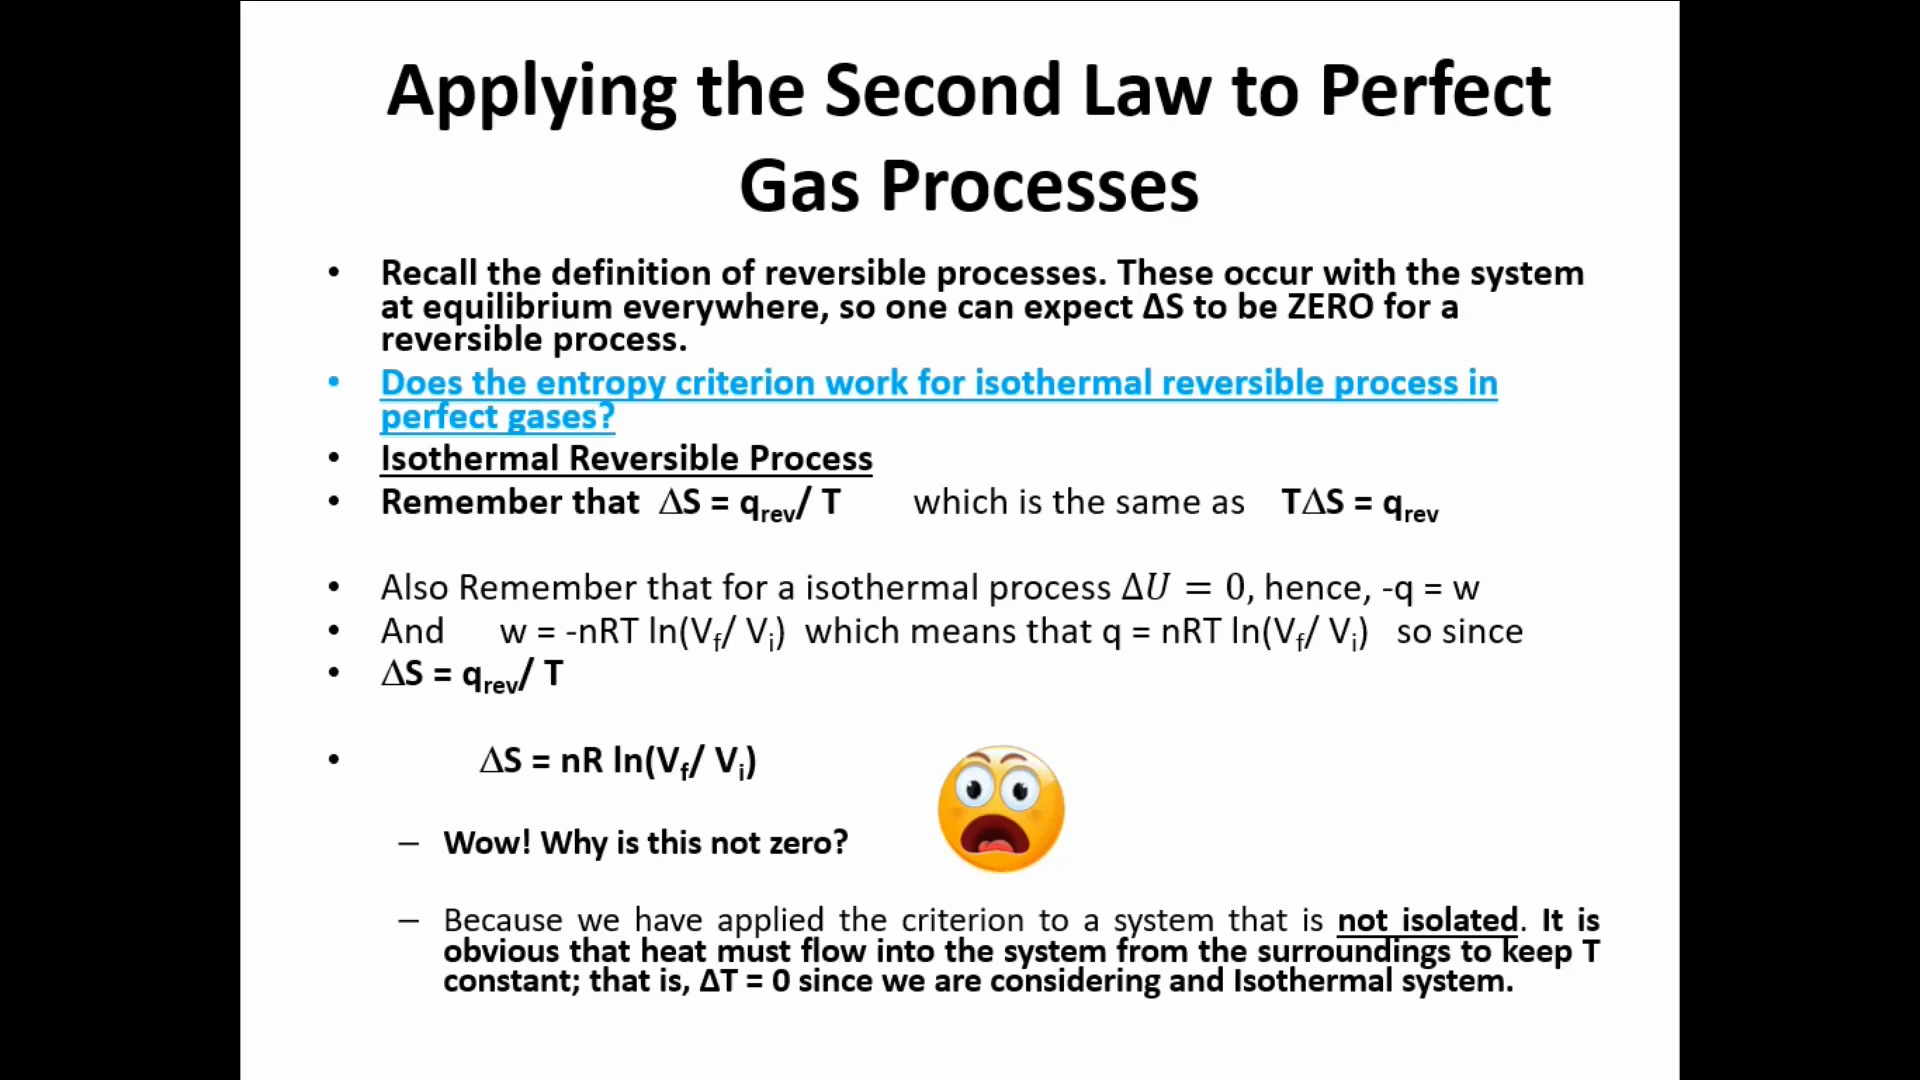 Applying the Second Law to Perfect
Gas Processes
• Recall the definition of reversible processes. These occur with the system
at equilibrium everywhere, so one can expect ΔS to be ZERO for a
reversible process.
• Does the entropy criterion work for isothermal reversible process in
perfect gases?
• Isothermal Reversible Process
• Remember that ΔS = qrev/ T which is the same as TΔS = qrev
• Also Remember that for a isothermal process ΔU = 0, hence, -q = w
• And w = -nRT ln(Vf/ Vi) which means that q = nRT ln(Vf/ Vi) so since
• ΔS = qrev/ T
• ΔS = nR ln(Vf/ Vi)
– Wow! Why is this not zero?
– Because we have applied the criterion to a system that is not isolated. It is
obvious that heat must flow into the system from the surroundings to keep T
constant; that is, ΔT = 0 since we are considering and Isothermal system.